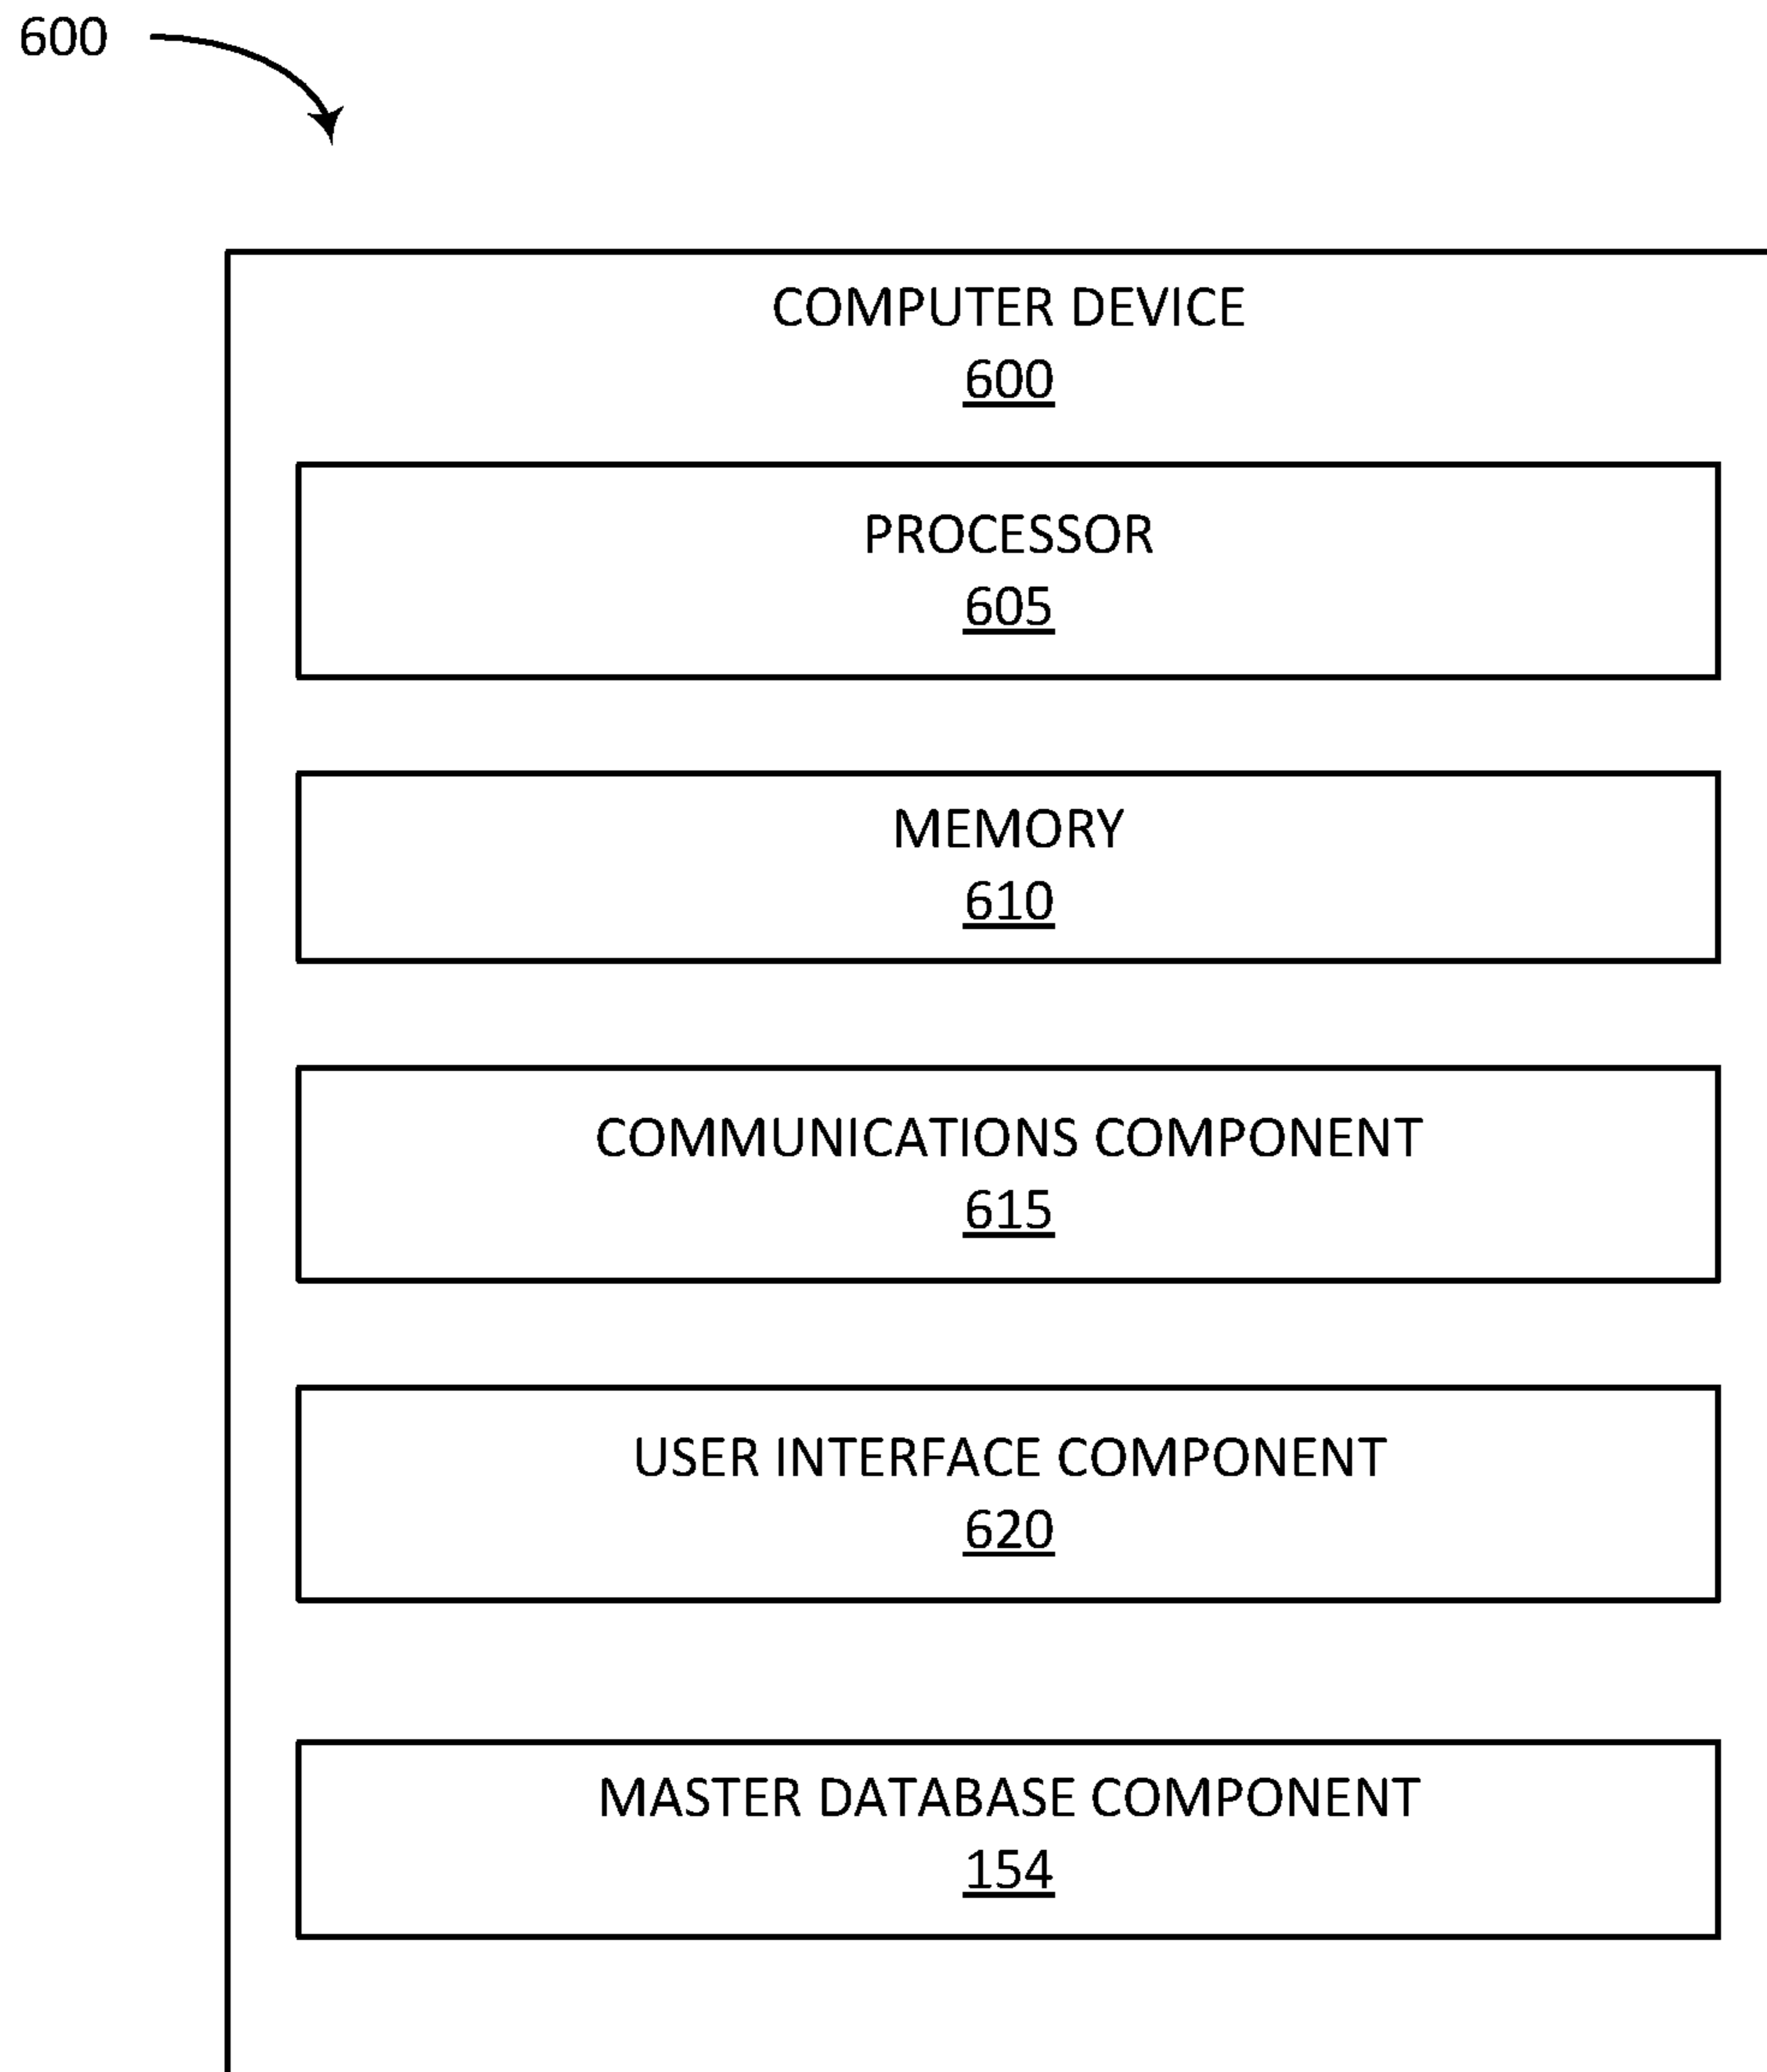 600
COMPUTER DEVICE
600
PROCESSOR
605
MEMORY
610
COMMUNICATIONS COMPONENT
615
USER INTERFACE COMPONENT
620
MASTER DATABASE COMPONENT
154